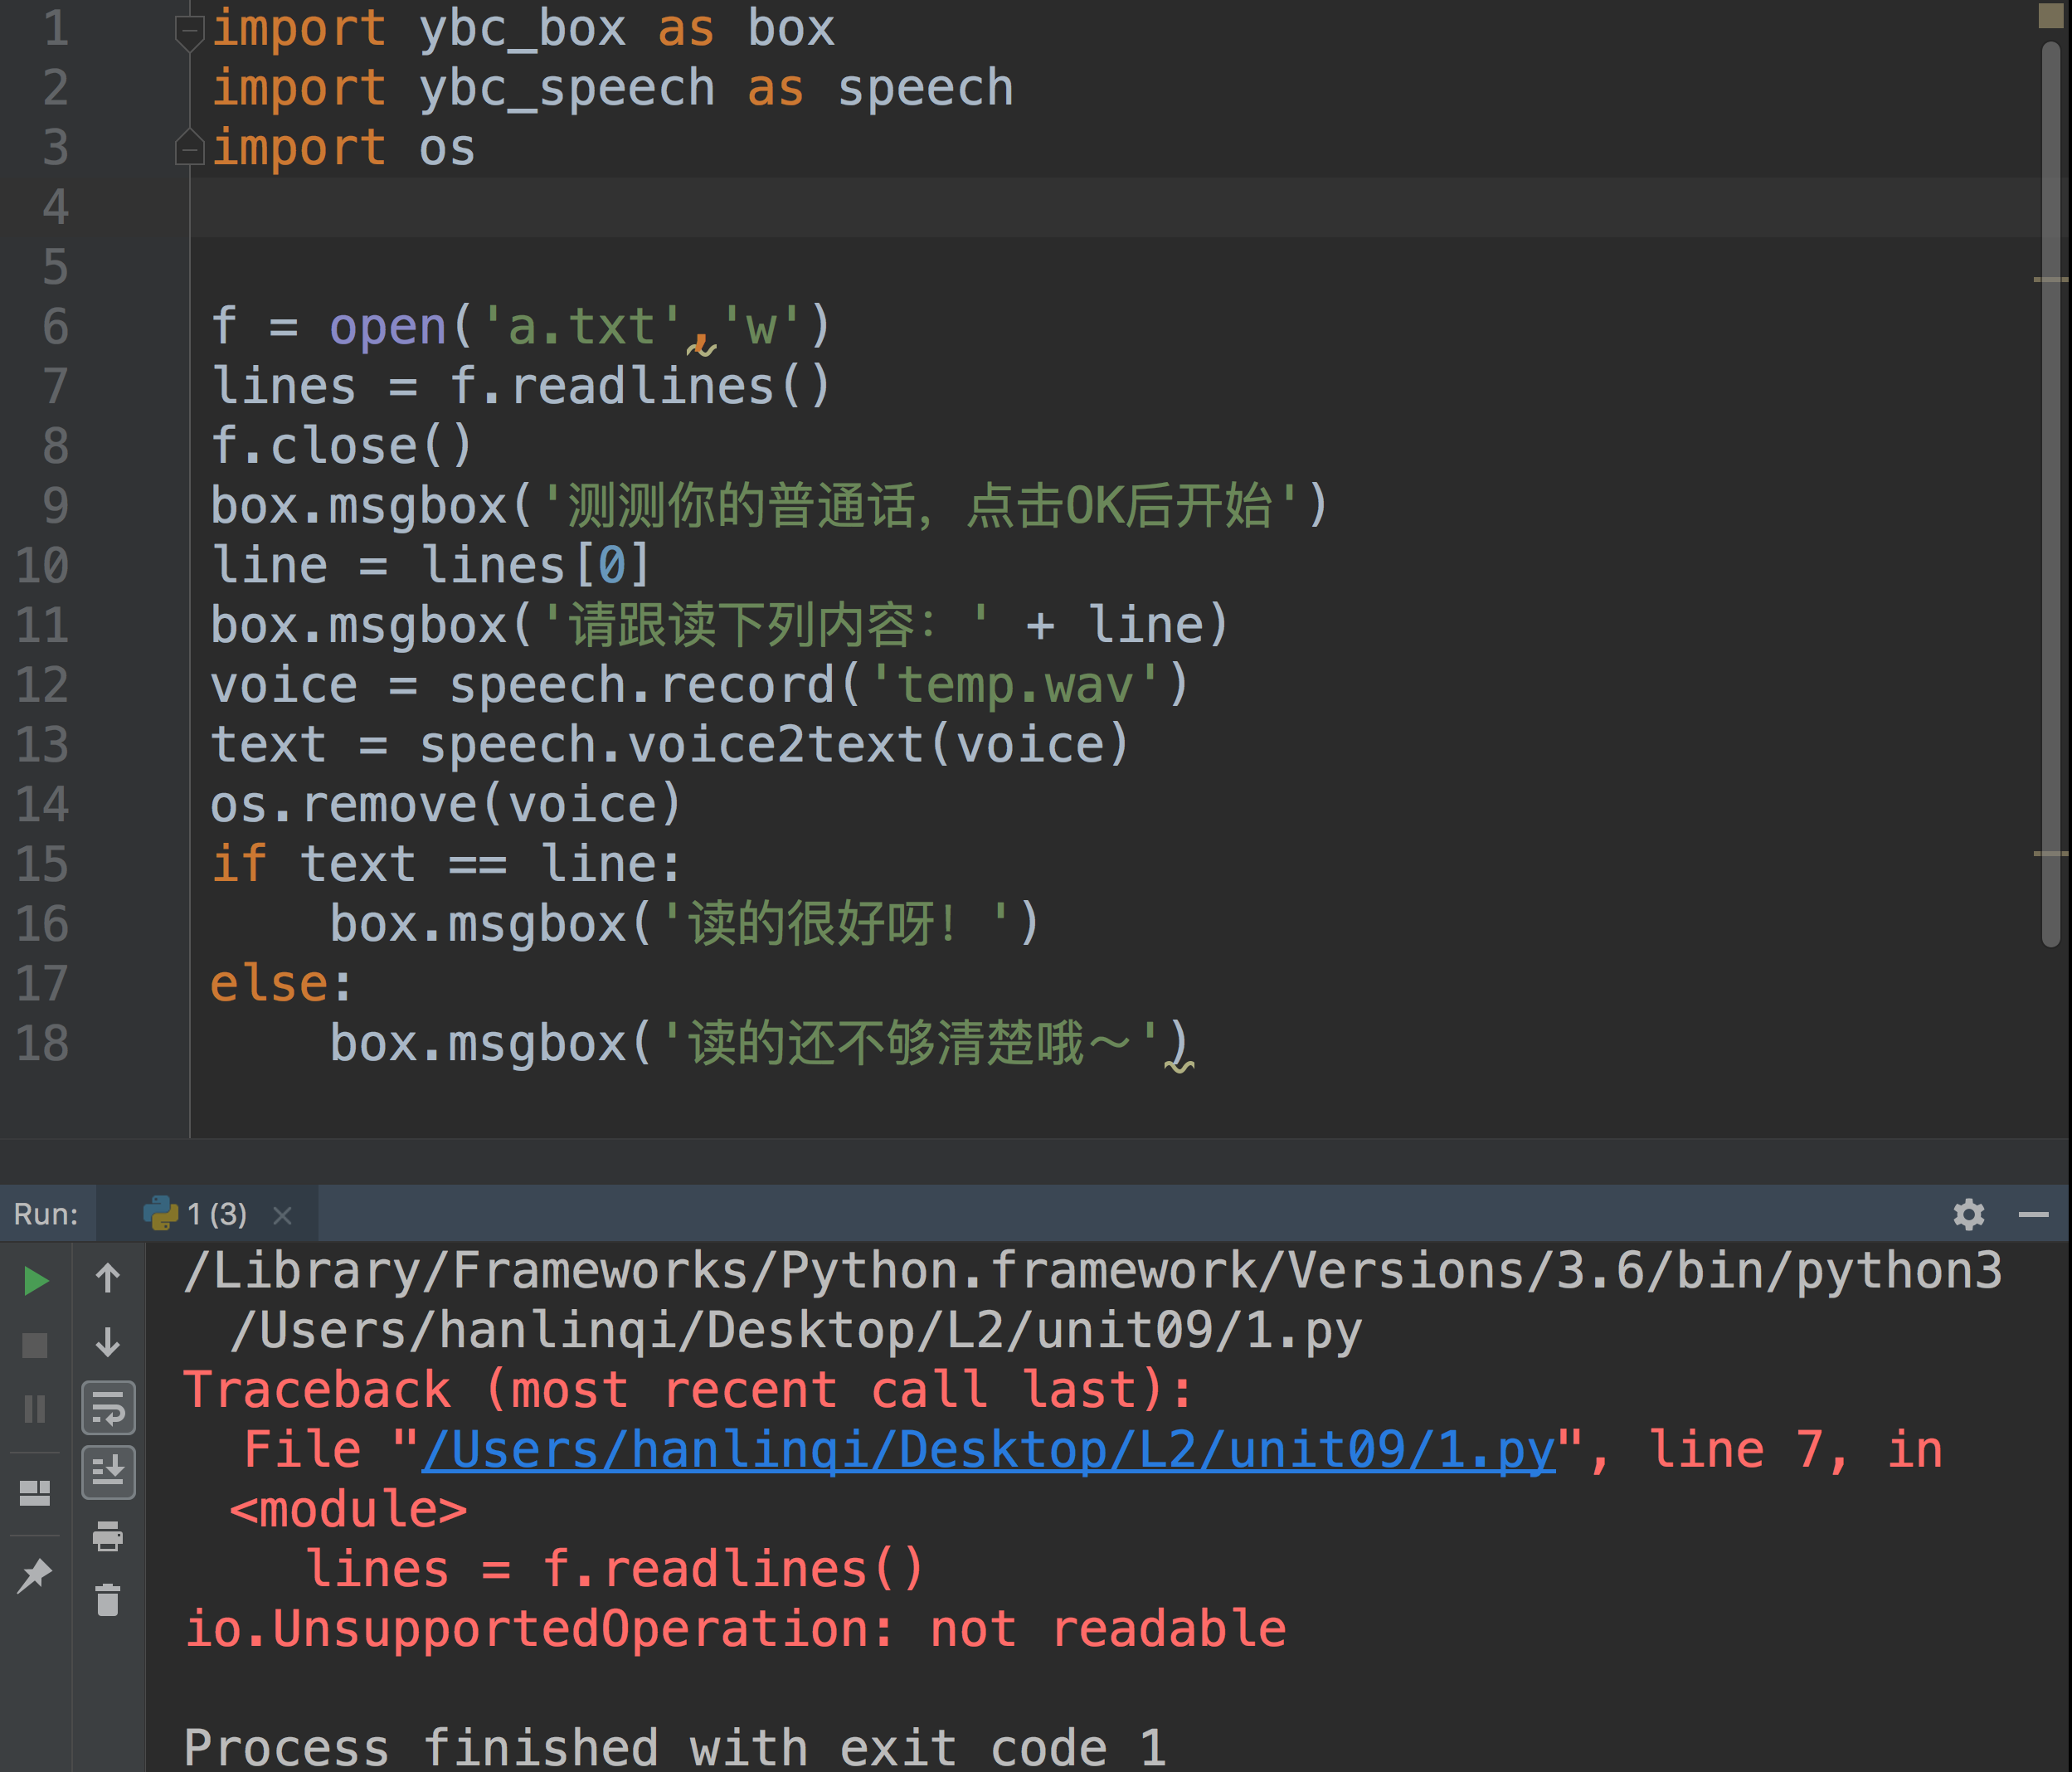 1 import ybc_box as box
2 import ybc_speech as speech
3 import os
4
5
6 f = open('a.txt','w')
7 lines = f.readlines()
8 f.close()
9 box.msgbox('测测你的普通话，点击OK后开始')
10 line = lines[0]
11 box.msgbox('请跟读下列内容：' + line)
12 voice = speech.record('temp.wav')
13 text = speech.voice2text(voice)
14 os.remove(voice)
15 if text == line:
16     box.msgbox('读的很好呀！')
17 else:
18     box.msgbox('读的还不够清楚哦～')
Run: 1 (3)
/Library/Frameworks/Python.framework/Versions/3.6/bin/python3
/Users/hanlinqi/Desktop/L2/unit09/1.py
Traceback (most recent call last):
  File "/Users/hanlinqi/Desktop/L2/unit09/1.py", line 7, in
<module>
    lines = f.readlines()
io.UnsupportedOperation: not readable
Process finished with exit code 1